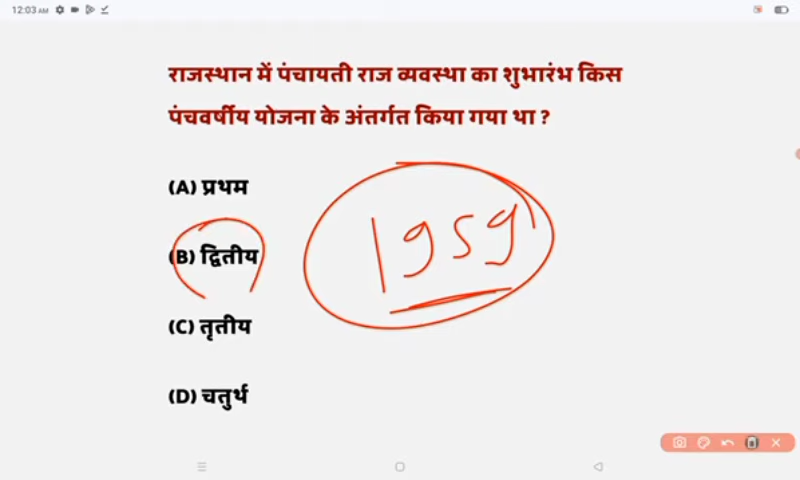 12:03 AM
राजस्थान में पंचायती राज व्यवस्था का शुभारंभ किस
पंचवर्षीय योजना के अंतर्गत किया गया था ?
(A) प्रथम
1959
(B) द्वितीय
(C) तृतीय
(D) चतुर्थ